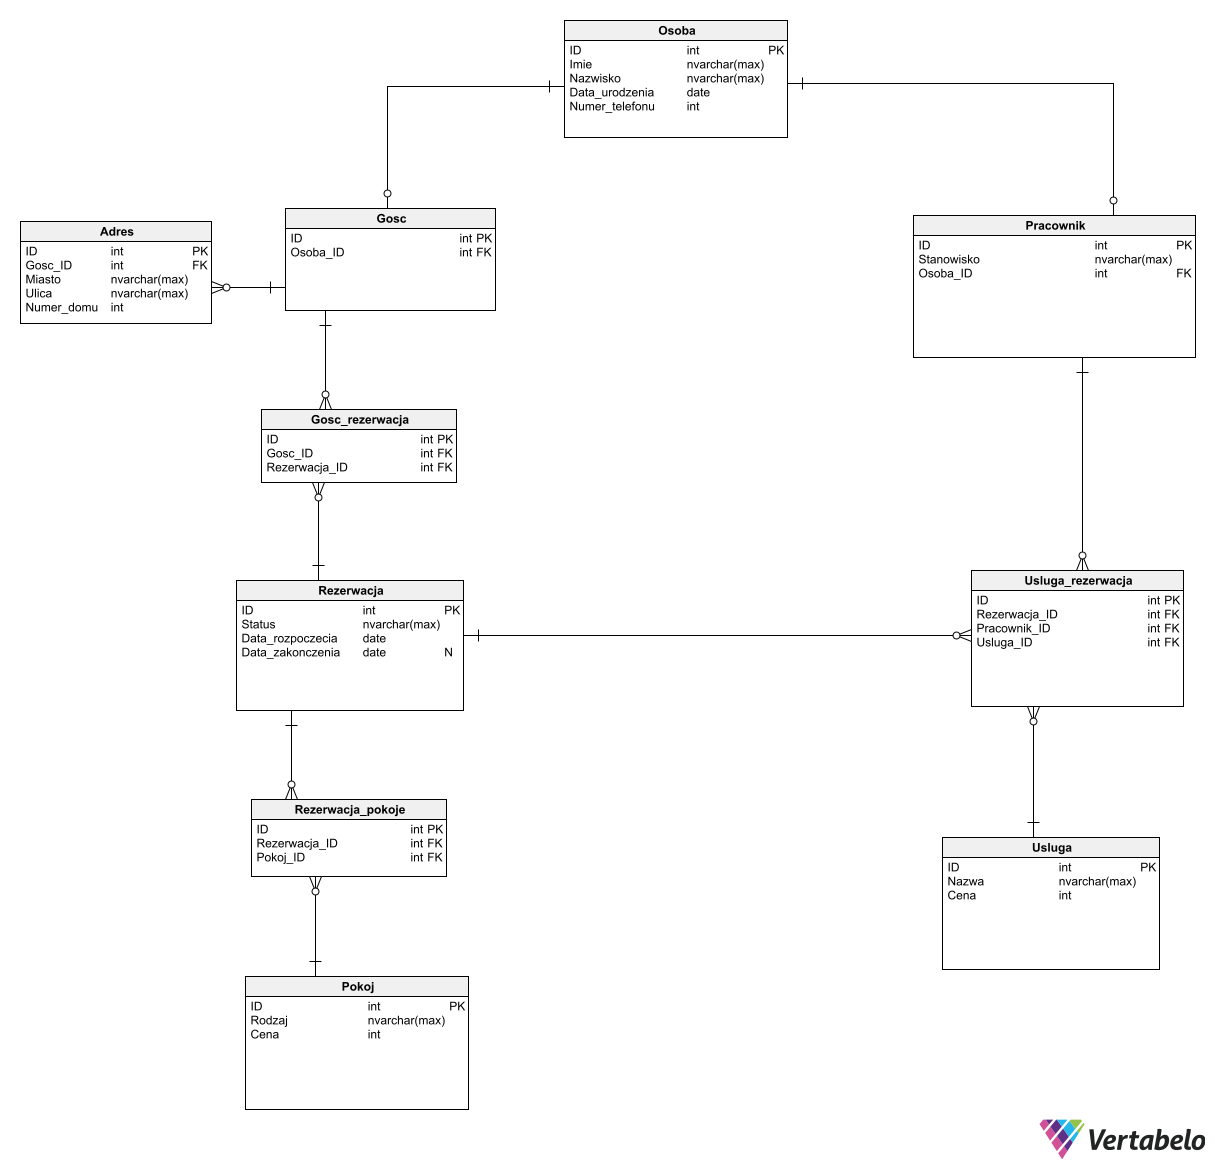 Osoba
ID int PK
Imie nvarchar(max)
Nazwisko nvarchar(max)
Data_urodzenia date
Numer_telefonu int
Gosc
ID int PK
Osoba_ID int FK
Adres
ID int PK
Gosc_ID int FK
Miasto nvarchar(max)
Ulica nvarchar(max)
Numer_domu int
Pracownik
ID int PK
Stanowisko nvarchar(max)
Osoba_ID int FK
Gosc_rezerwacja
ID int PK
Gosc_ID int FK
Rezerwacja_ID int FK
Rezerwacja
ID int PK
Status nvarchar(max)
Data_rozpoczecia date
Data_zakonczenia date N
Usluga_rezerwacja
ID int PK
Rezerwacja_ID int FK
Pracownik_ID int FK
Usluga_ID int FK
Rezerwacja_pokoje
ID int PK
Rezerwacja_ID int FK
Pokoj_ID int FK
Usluga
ID int PK
Nazwa nvarchar(max)
Cena int
Pokoj
ID int PK
Rodzaj nvarchar(max)
Cena int
Vertabelo